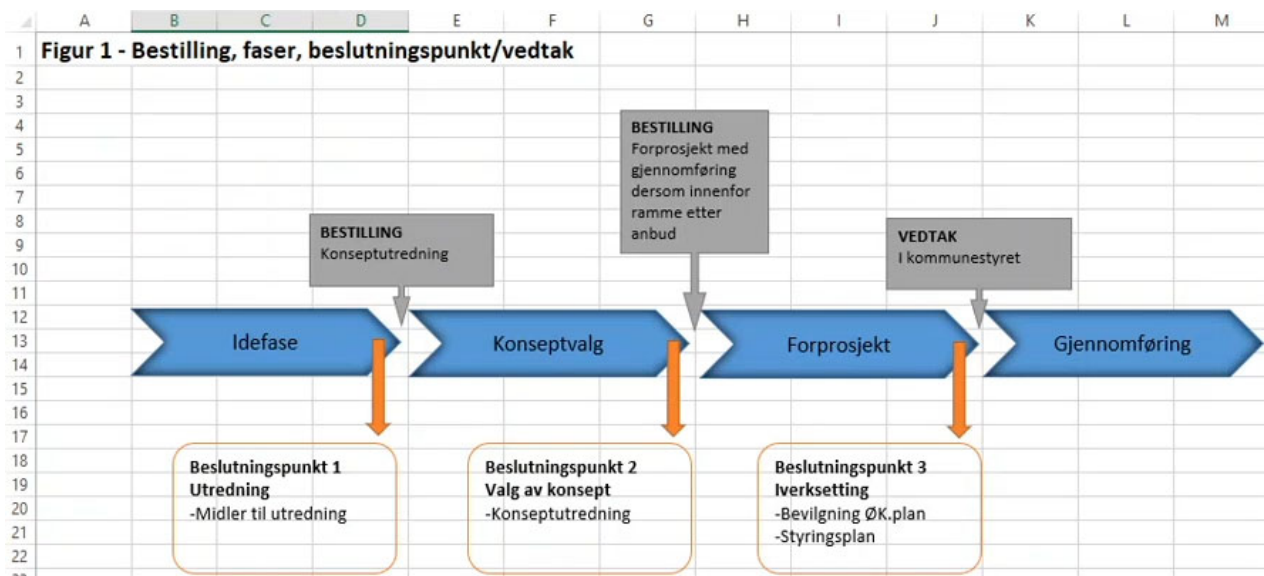 A B C D E F G H I J K L M
1 Figur 1 - Bestilling, faser, beslutningspunkt/vedtak
2
3
4
5
6
7
8
9
10
11
12
13
14
15
16
17
18
19
20
21
22
BESTILLING
Forprosjekt med
gjennomføring
dersom innenfor
ramme etter
anbud
BESTILLING
Konseptutredning
VEDTAK
I kommunestyret
Idefase
Konseptvalg
Forprosjekt
Gjennomføring
Beslutningspunkt 1
Utredning
-Midler til utredning
Beslutningspunkt 2
Valg av konsept
-Konseptutredning
Beslutningspunkt 3
Iverksetting
-Bevilgning ØK.plan
-Styringsplan